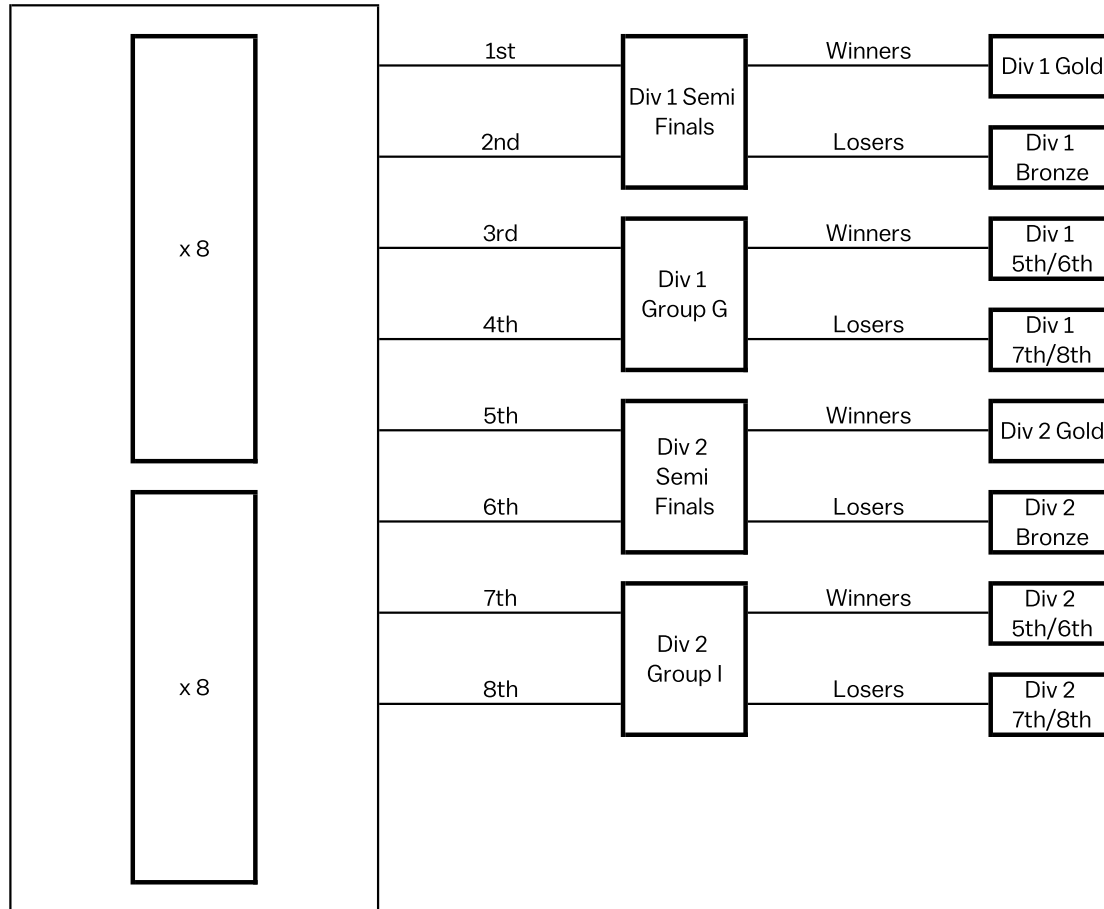 1st
Winners
Div 1 Gold
Div 1 Semi
Finals
2nd
Losers
Div 1
Bronze
x 8
3rd
Winners
Div 1
5th/6th
Div 1
Group G
4th
Losers
Div 1
7th/8th
5th
Winners
Div 2 Gold
Div 2
Semi
Finals
6th
Losers
Div 2
Bronze
x 8
7th
Winners
Div 2
5th/6th
Div 2
Group I
8th
Losers
Div 2
7th/8th